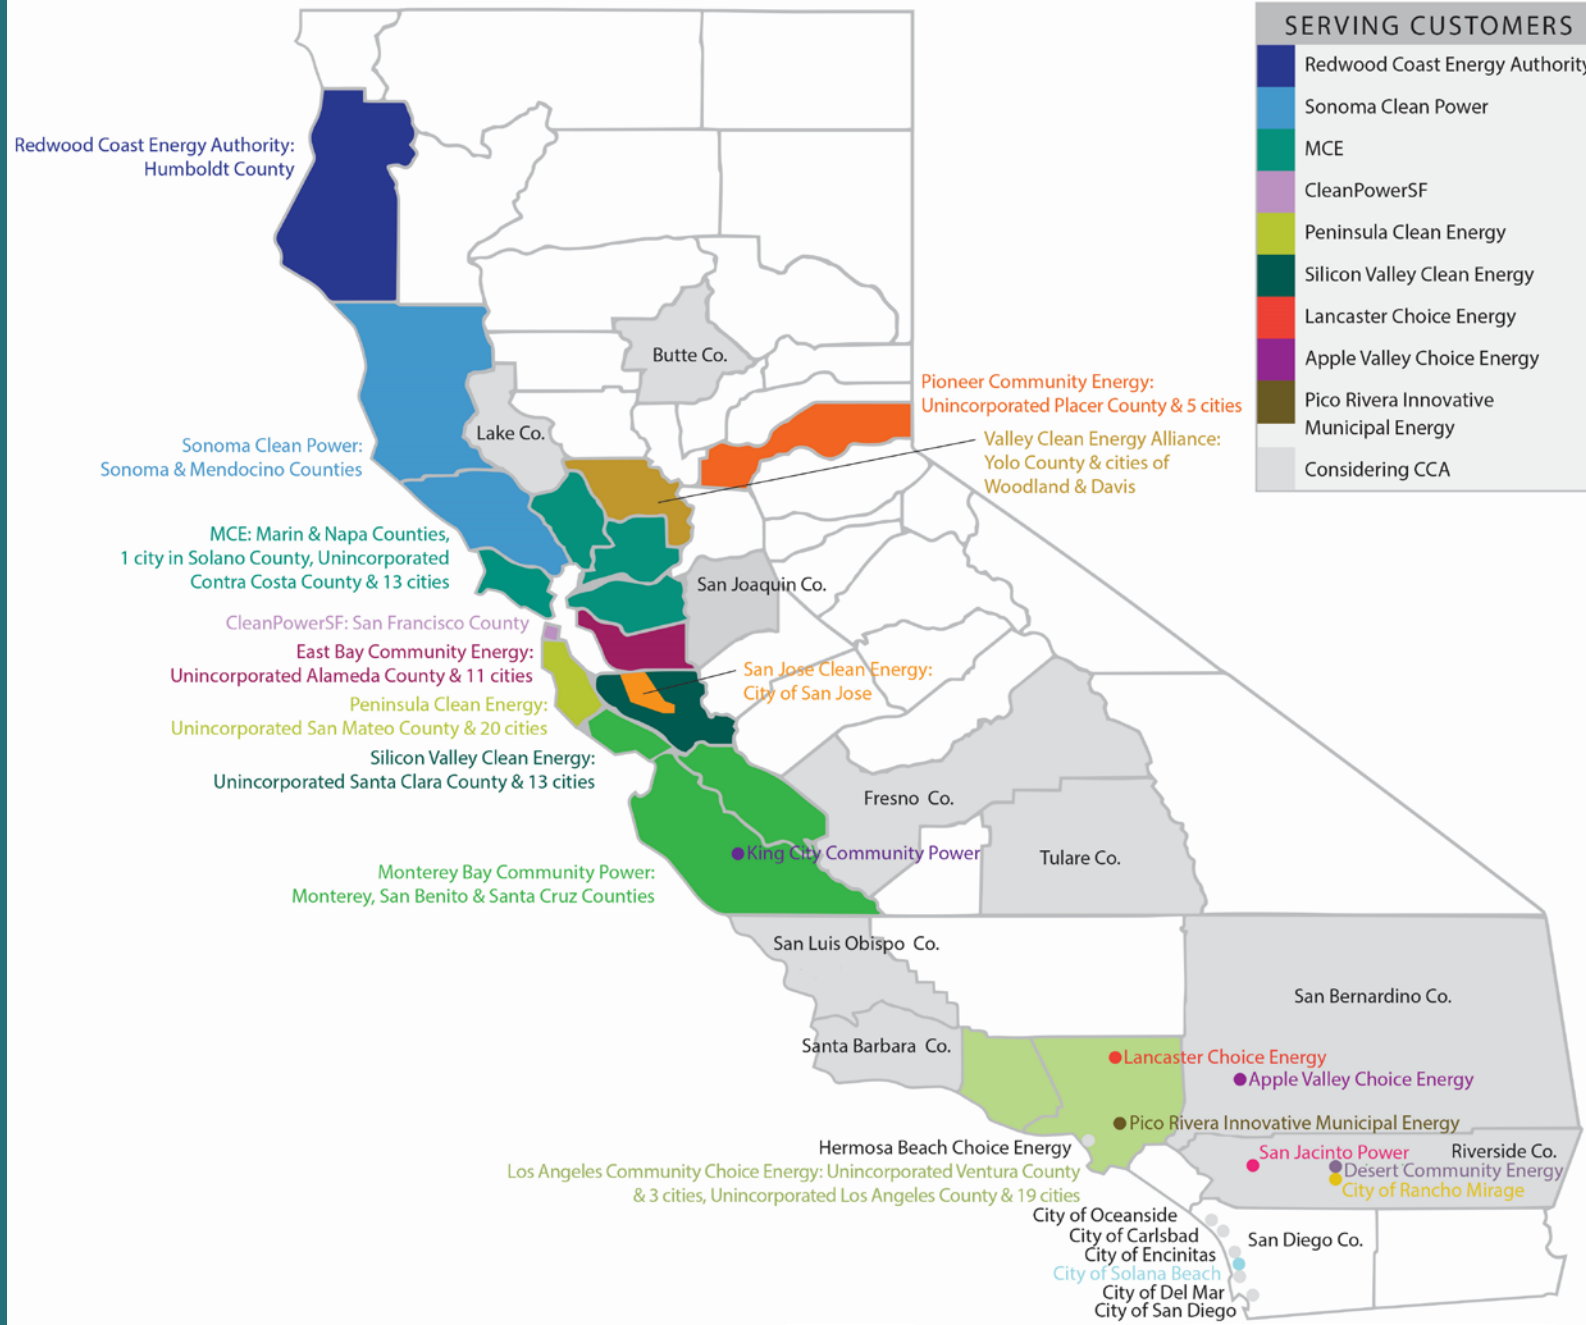 SERVING CUSTOMERS
Redwood Coast Energy Authority
Sonoma Clean Power
MCE
CleanPowerSF
Peninsula Clean Energy
Silicon Valley Clean Energy
Lancaster Choice Energy
Apple Valley Choice Energy
Pico Rivera Innovative
Municipal Energy
Considering CCA
Redwood Coast Energy Authority:
Humboldt County
Butte Co.
Pioneer Community Energy:
Unincorporated Placer County & 5 cities
Lake Co.
Valley Clean Energy Alliance:
Yolo County & cities of
Woodland & Davis
Sonoma Clean Power:
Sonoma & Mendocino Counties
MCE: Marin & Napa Counties,
1 city in Solano County, Unincorporated
Contra Costa County & 13 cities
San Joaquin Co.
CleanPowerSF: San Francisco County
East Bay Community Energy:
Unincorporated Alameda County & 11 cities
San Jose Clean Energy:
City of San Jose
Peninsula Clean Energy:
Unincorporated San Mateo County & 20 cities
Silicon Valley Clean Energy:
Unincorporated Santa Clara County & 13 cities
Fresno Co.
King City Community Power
Tulare Co.
Monterey Bay Community Power:
Monterey, San Benito & Santa Cruz Counties
San Luis Obispo Co.
San Bernardino Co.
Santa Barbara Co.
Lancaster Choice Energy
Apple Valley Choice Energy
Pico Rivera Innovative Municipal Energy
Hermosa Beach Choice Energy
Los Angeles Community Choice Energy: Unincorporated Ventura County
& 3 cities, Unincorporated Los Angeles County & 19 cities
San Jacinto Power
Riverside Co.
Desert Community Energy
City of Rancho Mirage
City of Oceanside
City of Carlsbad
City of Encinitas
City of Solana Beach
City of Del Mar
City of San Diego
San Diego Co.